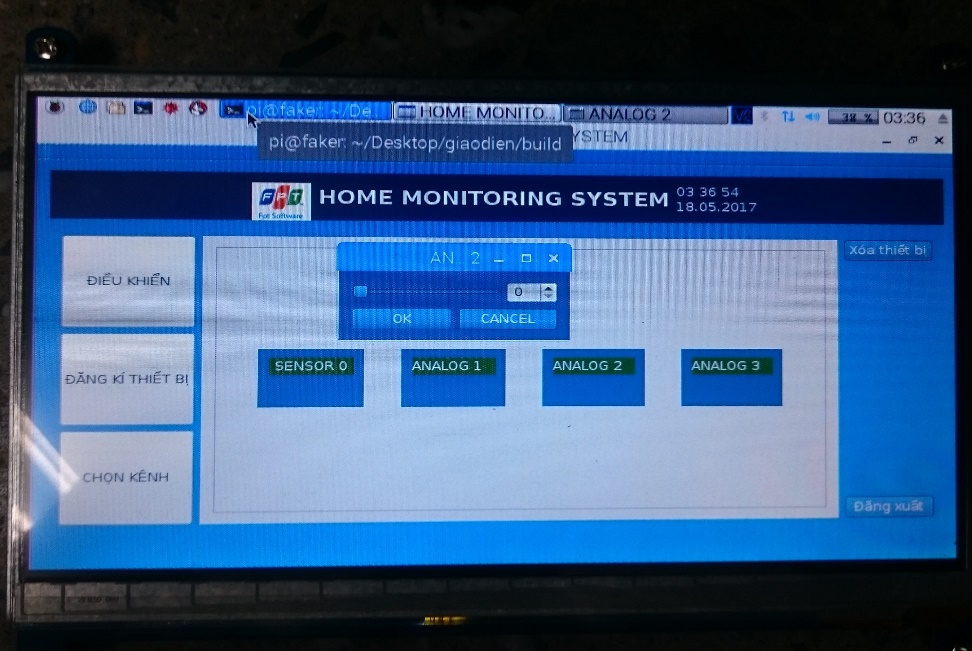 pi@faker: ~/De...
HOME MONITO...
ANALOG 2
38 %
03:36
pi@faker: ~/Desktop/giaodien/build
YSTEM
FPT
Fpt Software
HOME MONITORING SYSTEM
03 36 54
18.05.2017
ĐIỀU KHIỂN
ĐĂNG KÍ THIẾT BỊ
CHỌN KÊNH
AN... 2
0
OK
CANCEL
SENSOR 0
ANALOG 1
ANALOG 2
ANALOG 3
Xóa thiết bị
Đăng xuất